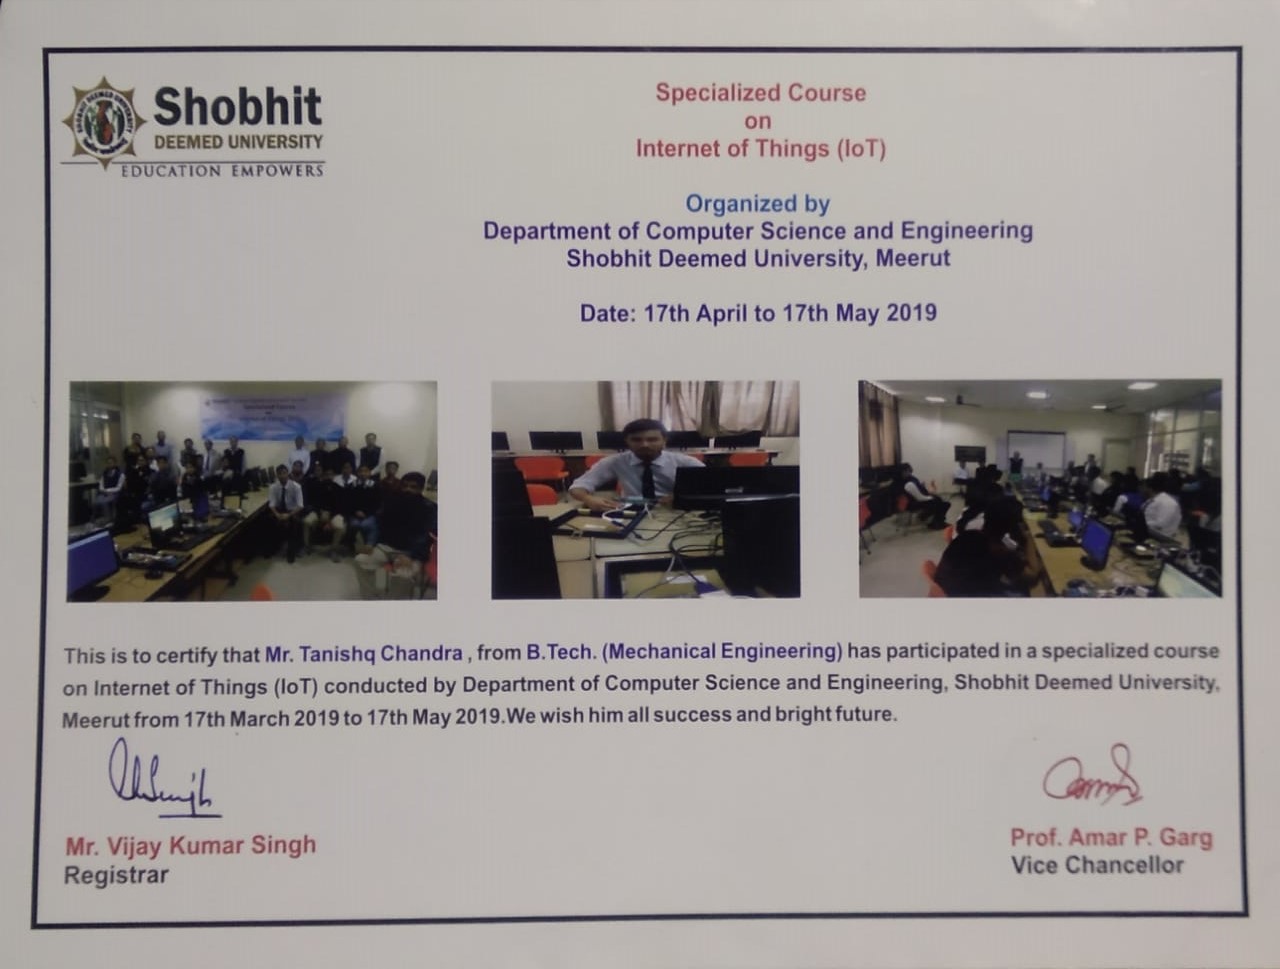 Shobhit
DEEMED UNIVERSITY
EDUCATION EMPOWERS
Specialized Course
on
Internet of Things (IoT)
Organized by
Department of Computer Science and Engineering
Shobhit Deemed University, Meerut
Date: 17th April to 17th May 2019
This is to certify that Mr. Tanishq Chandra , from B.Tech. (Mechanical Engineering) has participated in a specialized course
on Internet of Things (IoT) conducted by Department of Computer Science and Engineering, Shobhit Deemed University,
Meerut from 17th March 2019 to 17th May 2019.We wish him all success and bright future.
Mr. Vijay Kumar Singh
Registrar
Prof. Amar P. Garg
Vice Chancellor